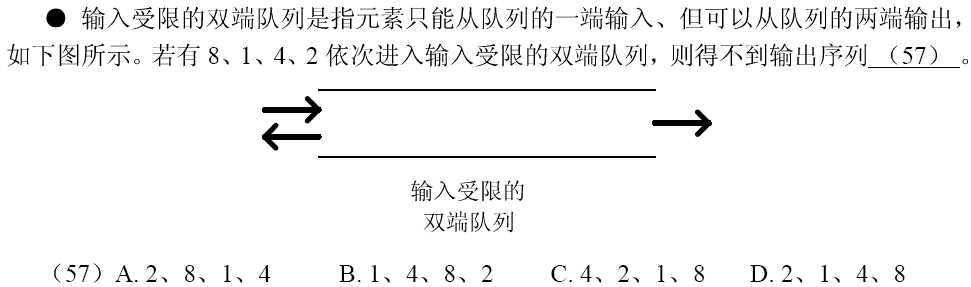 ● 输入受限的双端队列是指元素只能从队列的一端输入、但可以从队列的两端输出，
如下图所示。若有 8、1、4、2 依次进入输入受限的双端队列，则得不到输出序列 （57） 。
输入受限的
双端队列
（57）A. 2、8、1、4 B. 1、4、8、2 C. 4、2、1、8 D. 2、1、4、8